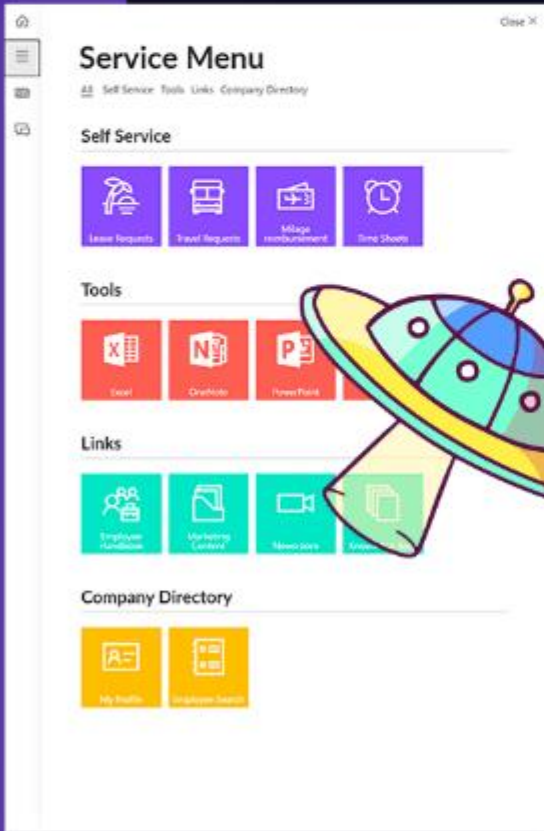 Close ×
Service Menu
All Self Service Tools Links Company Directory
Self Service
Leave Requests Travel Requests Milage Time Sheets
reimbursement
Tools
Excel OneNote PowerPoint
Links
Employee Marketing Newsroom
Handbook Content
Company Directory
My Profile Employee Search